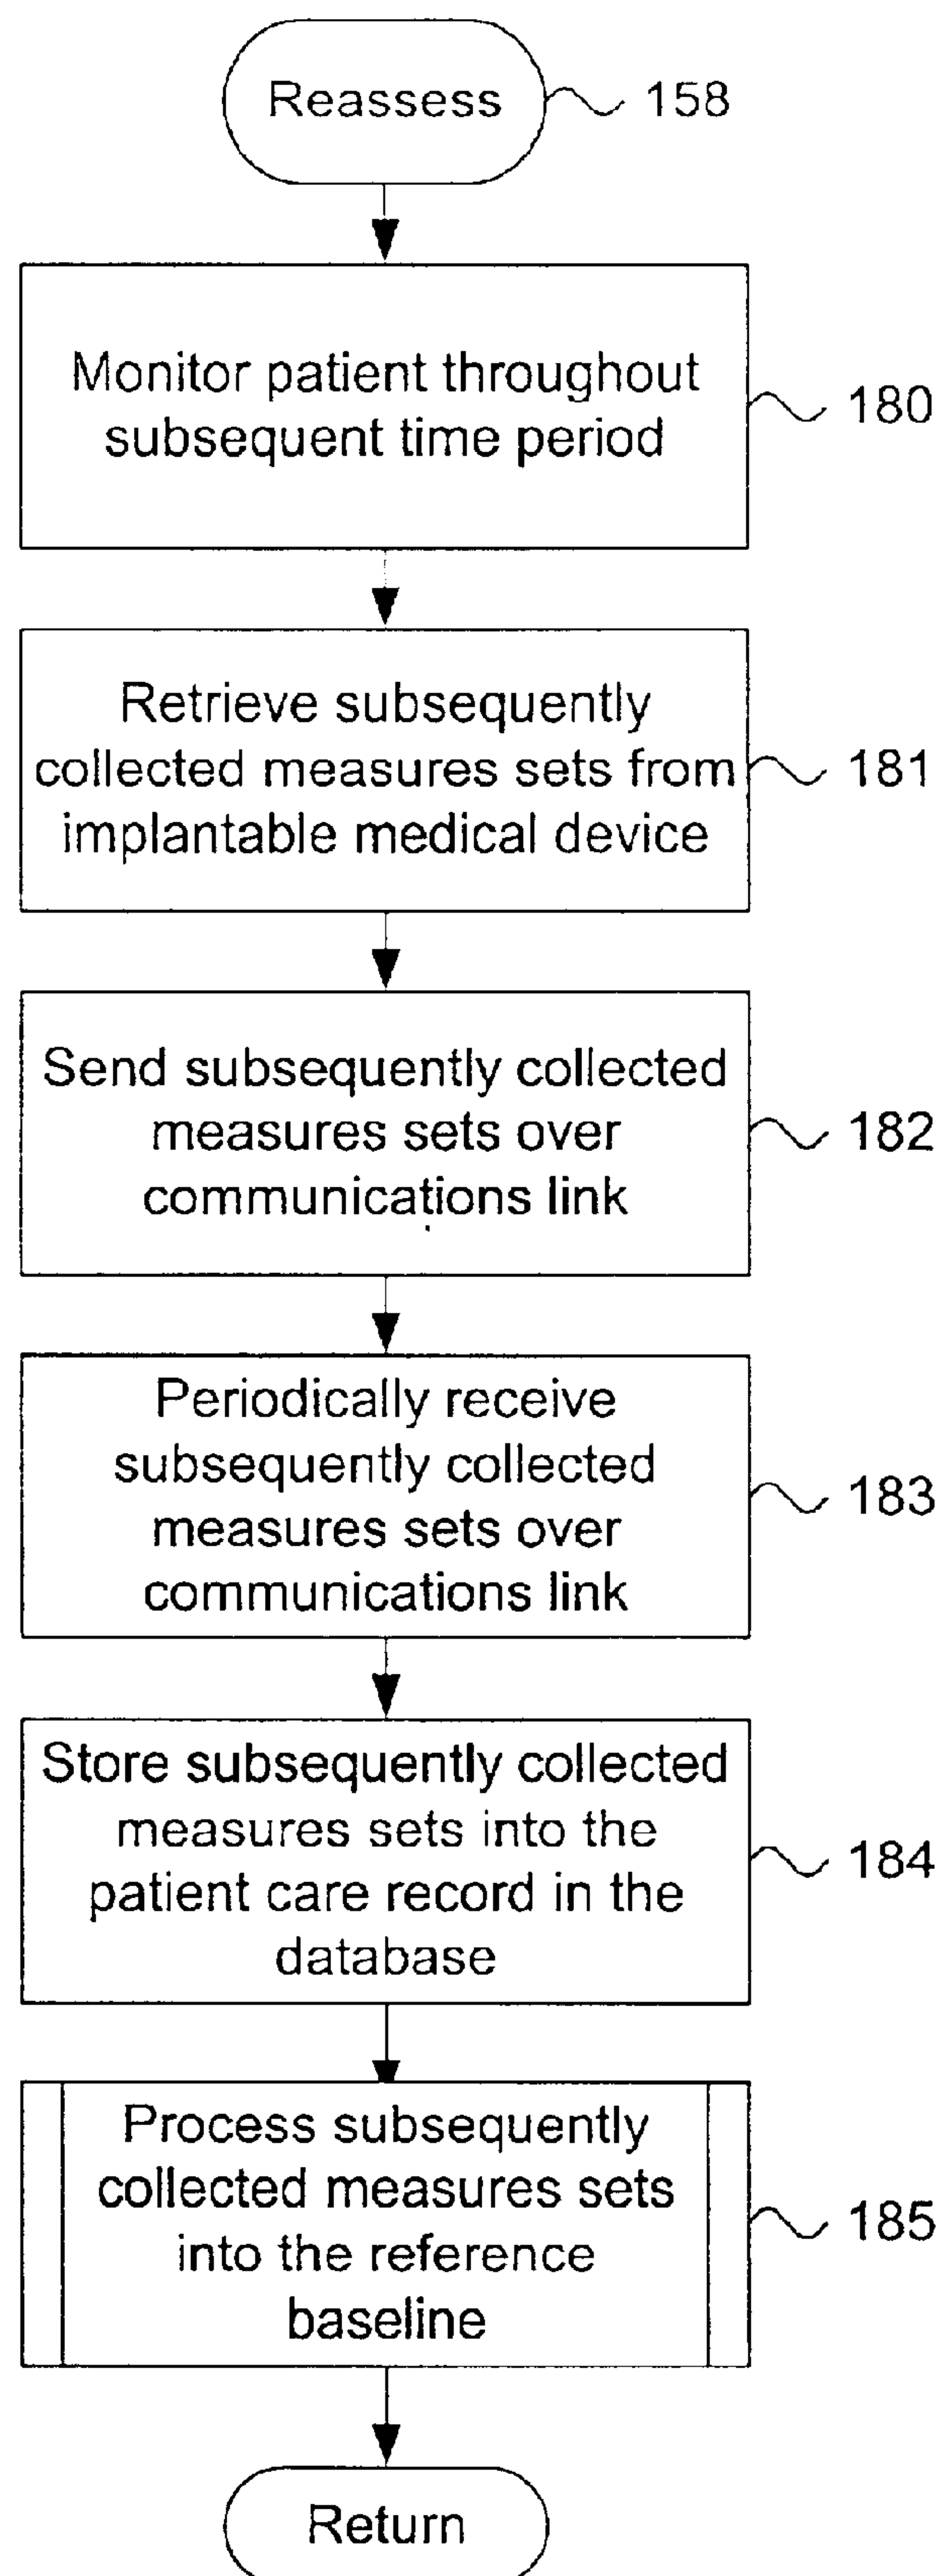 Reassess 158
Monitor patient throughout
subsequent time period
180
Retrieve subsequently
collected measures sets from
implantable medical device
181
Send subsequently collected
measures sets over
communications link
182
Periodically receive
subsequently collected
measures sets over
communications link
183
Store subsequently collected
measures sets into the
patient care record in the
database
184
Process subsequently
collected measures sets
into the reference
baseline
185
Return